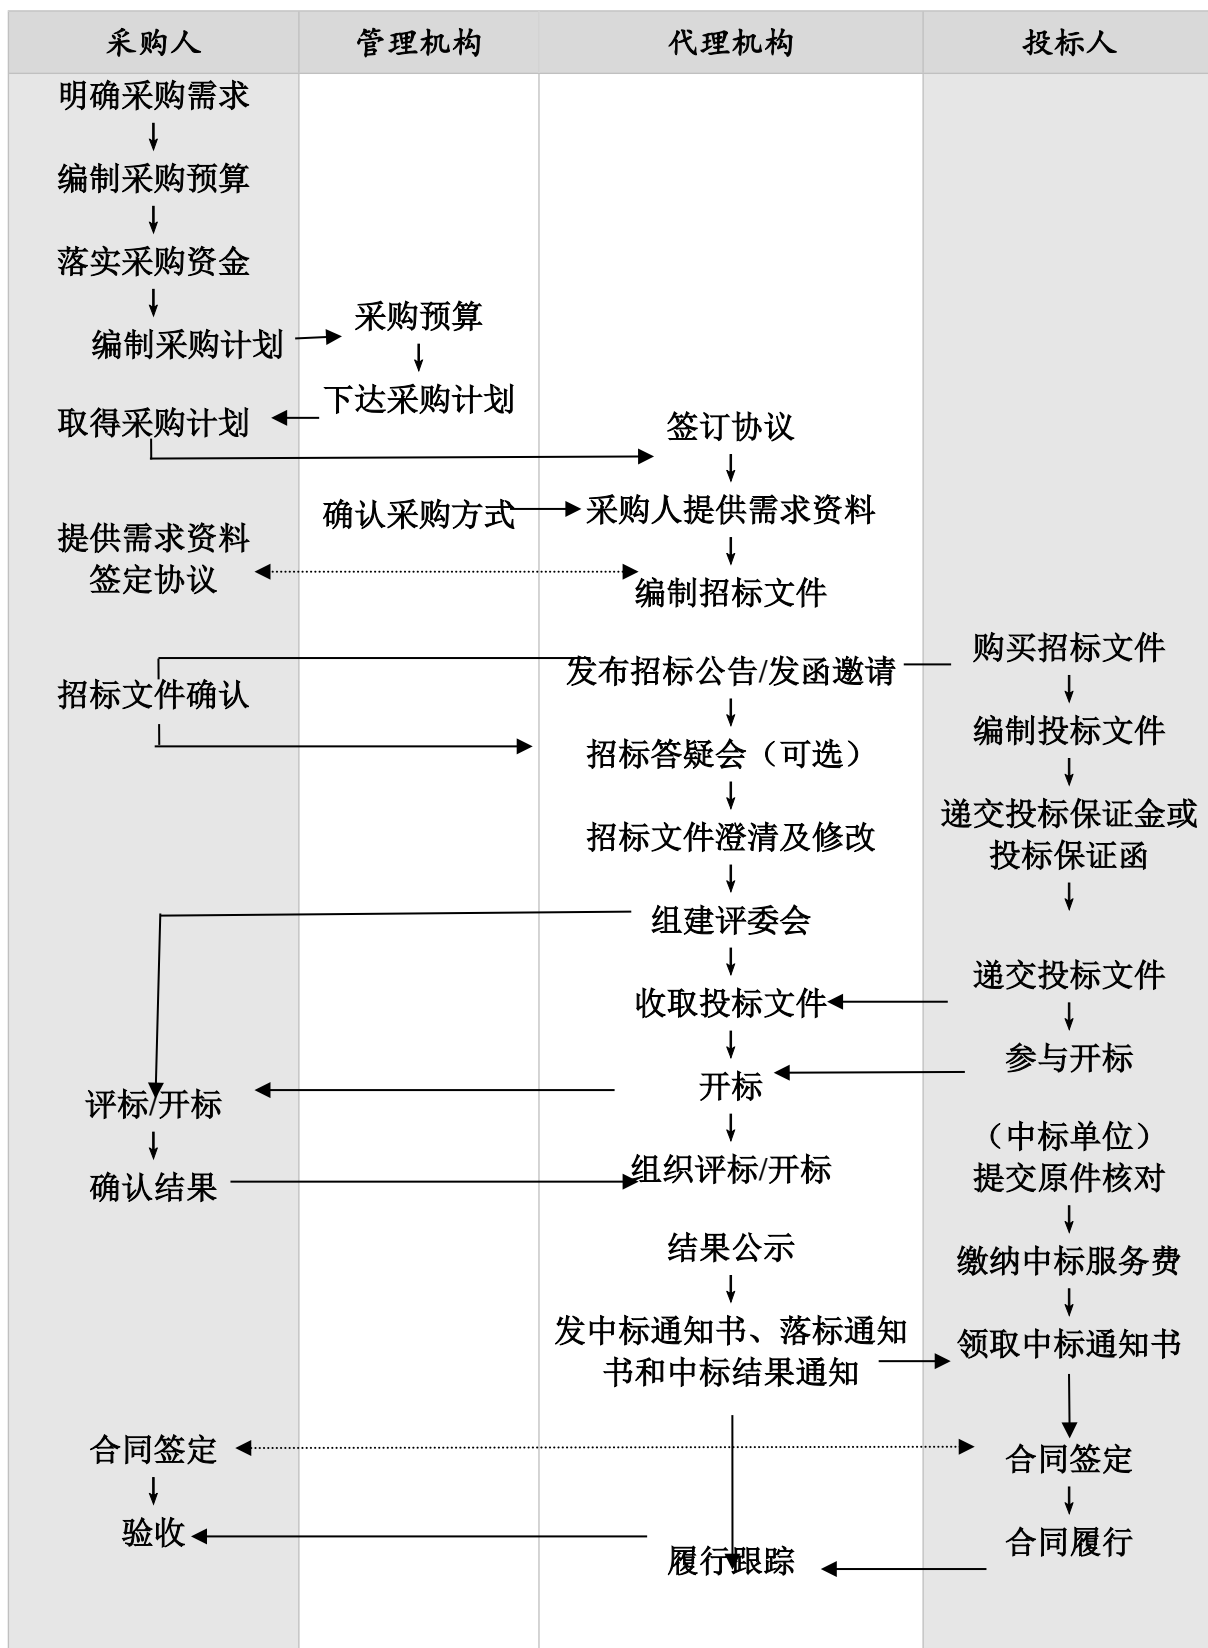 采购人
管理机构
代理机构
投标人
明确采购需求
编制采购预算
落实采购资金
编制采购计划
取得采购计划
提供需求资料
签定协议
招标文件确认
评标/开标
确认结果
合同签定
验收
采购预算
下达采购计划
确认采购方式
签订协议
采购人提供需求资料
编制招标文件
发布招标公告/发函邀请
招标答疑会（可选）
招标文件澄清及修改
组建评委会
收取投标文件
开标
组织评标/开标
结果公示
发中标通知书、落标通知
书和中标结果通知
履行跟踪
购买招标文件
编制投标文件
递交投标保证金或
投标保证函
递交投标文件
参与开标
（中标单位）
提交原件核对
缴纳中标服务费
领取中标通知书
合同签定
合同履行